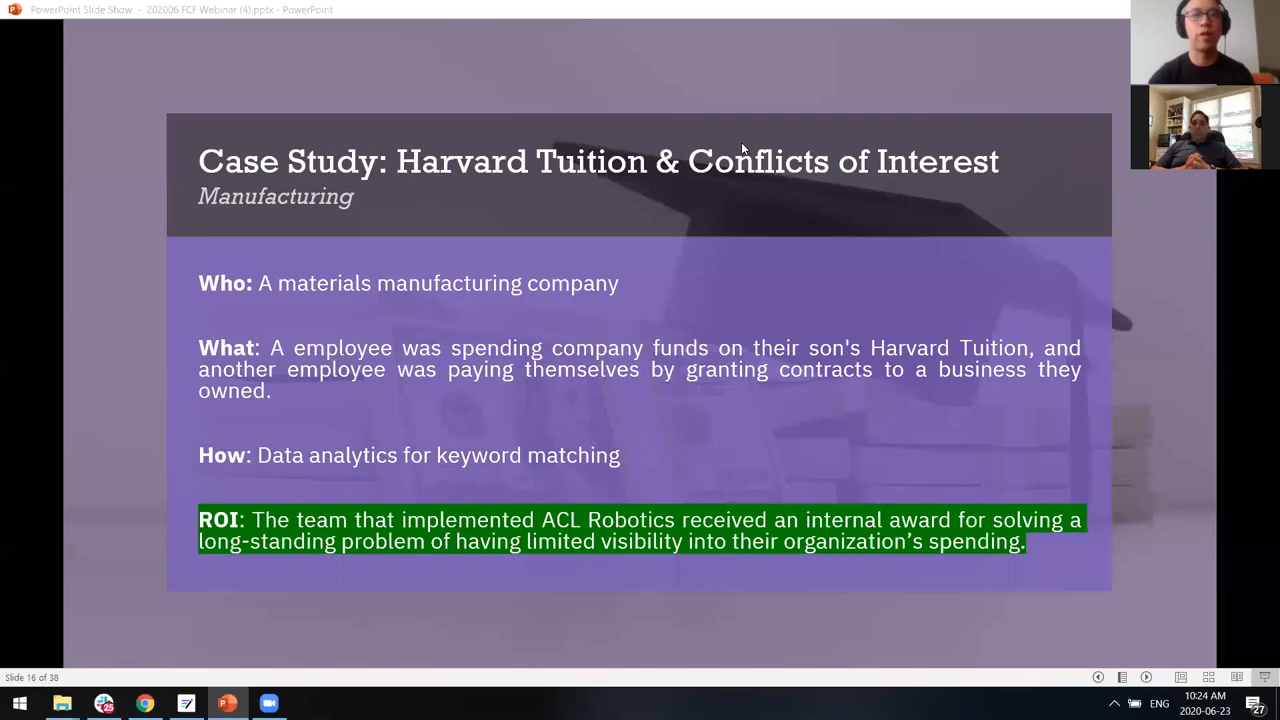 PowerPoint Slide Show - 202006 FCF Webinar (4).pptx - PowerPoint
Case Study: Harvard Tuition & Conflicts of Interest
Manufacturing
Who: A materials manufacturing company
What: A employee was spending company funds on their son's Harvard Tuition, and
another employee was paying themselves by granting contracts to a business they
owned.
How: Data analytics for keyword matching
ROI: The team that implemented ACL Robotics received an internal award for solving a
long-standing problem of having limited visibility into their organization’s spending.
Slide 16 of 38
25
ENG
10:24 AM
2020-06-23
27